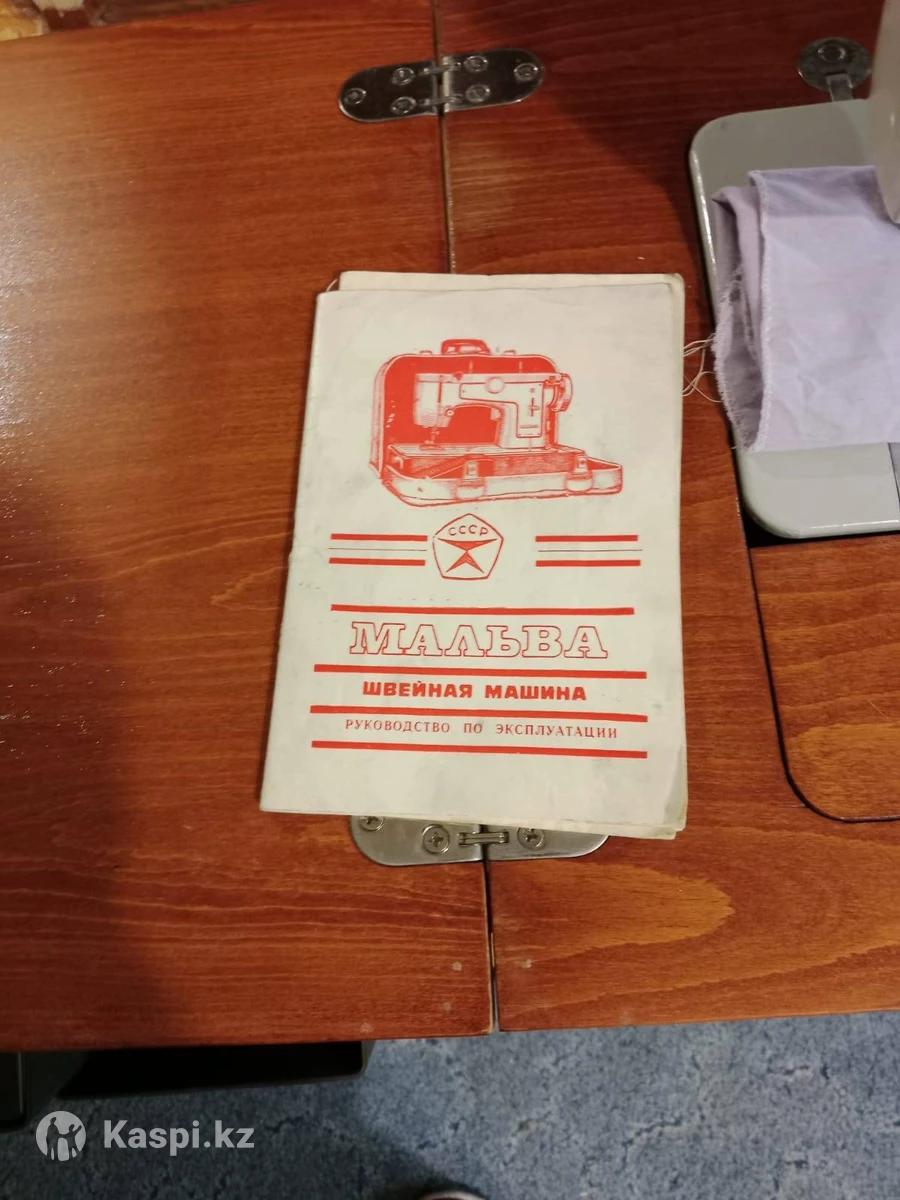 СССР
МАЛЬВА
ШВЕЙНАЯ МАШИНА
РУКОВОДСТВО ПО ЭКСПЛУАТАЦИИ
Kaspi.kz